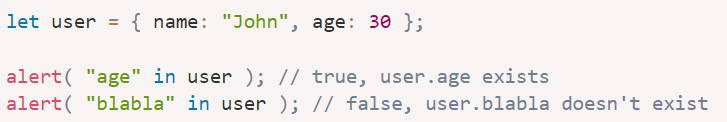 let user = { name: "John", age: 30 };
alert( "age" in user ); // true, user.age exists
alert( "blabla" in user ); // false, user.blabla doesn't exist